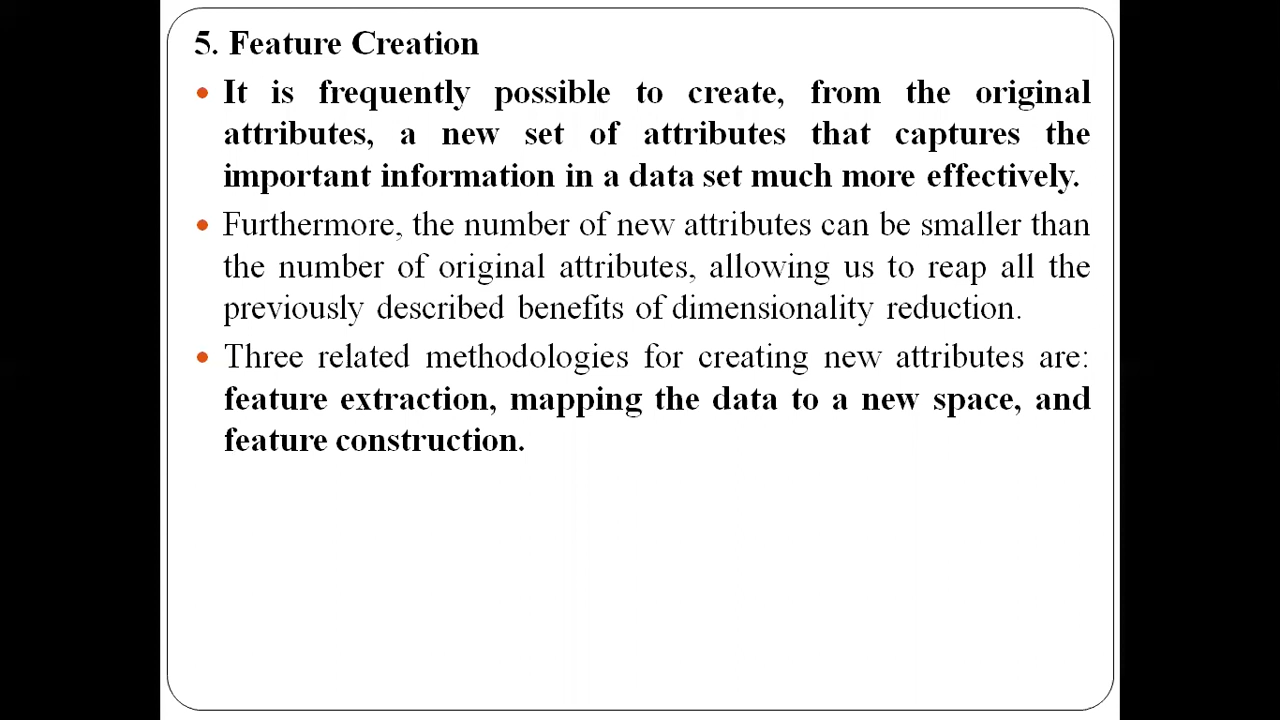 5. Feature Creation
• It is frequently possible to create, from the original
attributes, a new set of attributes that captures the
important information in a data set much more effectively.
• Furthermore, the number of new attributes can be smaller than
the number of original attributes, allowing us to reap all the
previously described benefits of dimensionality reduction.
• Three related methodologies for creating new attributes are:
feature extraction, mapping the data to a new space, and
feature construction.